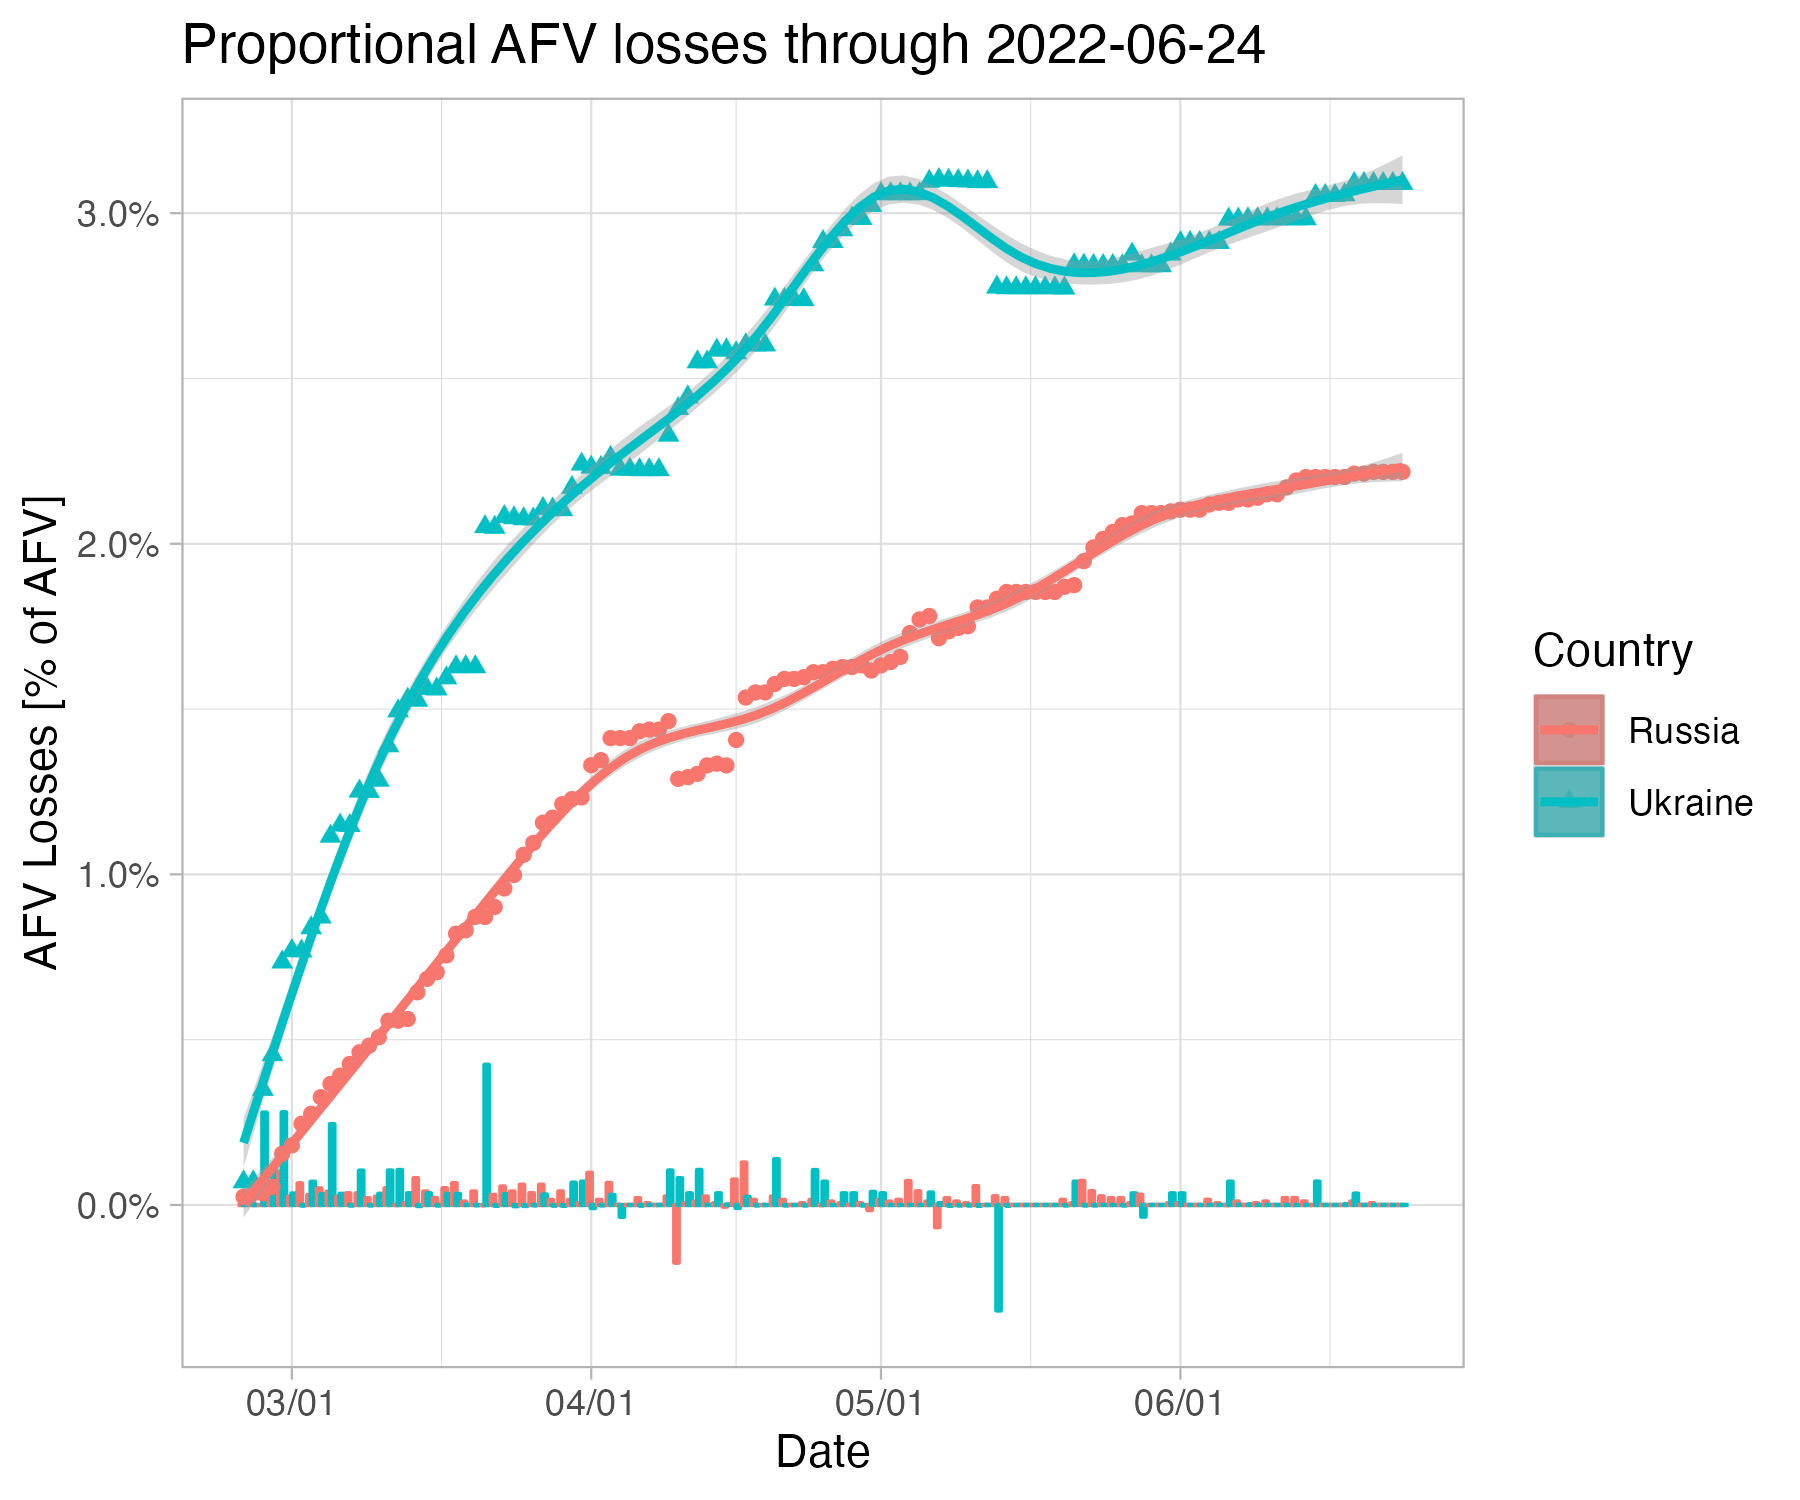 Proportional AFV losses through 2022-06-24
AFV Losses [% of AFV]
3.0%
2.0%
1.0%
0.0%
03/01
04/01
05/01
06/01
Date
Country
Russia
Ukraine